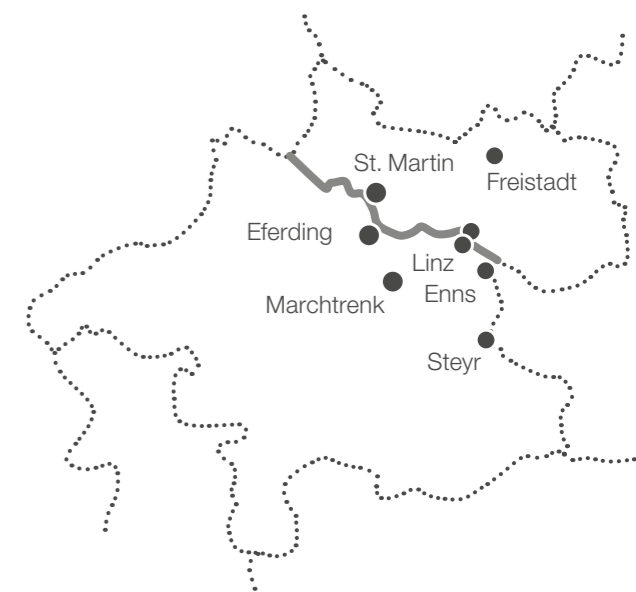 St. Martin
Freistadt
Eferding
Linz
Enns
Marchtrenk
Steyr